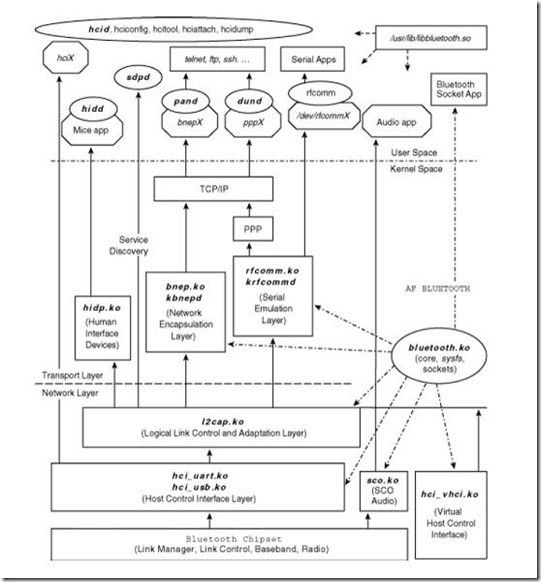 hcid, hciconfig, hcitool, hciattach, hcidump
/usr/lib/libbluetooth.so
hciX
sdpd
telnet, ftp, ssh. …
Serial Apps
Bluetooth
Socket App
hidd
Mice app
pand
bnepX
dund
pppX
rfcomm
/dev/rfcommX
Audio app
User Space
Kernel Space
TCP/IP
PPP
Service
Discovery
bnep.ko
kbnepd
(Network
Encapsulation
Layer)
rfcomm.ko
krfcommd
(Serial
Emulation
Layer)
AF BLUETOOTH
hidp.ko
(Human
Interface
Devices)
bluetooth.ko
(core, sysfs,
sockets)
Transport Layer
Network Layer
l2cap.ko
(Logical Link Control and Adaptation Layer)
hci_uart.ko
hci_usb.ko
(Host Control Interface Layer)
sco.ko
(SCO
Audio)
hci_vhci.ko
(Virtual
Host Control
Interface)
Bluetooth Chipset
(Link Manager, Link Control, Baseband, Radio)